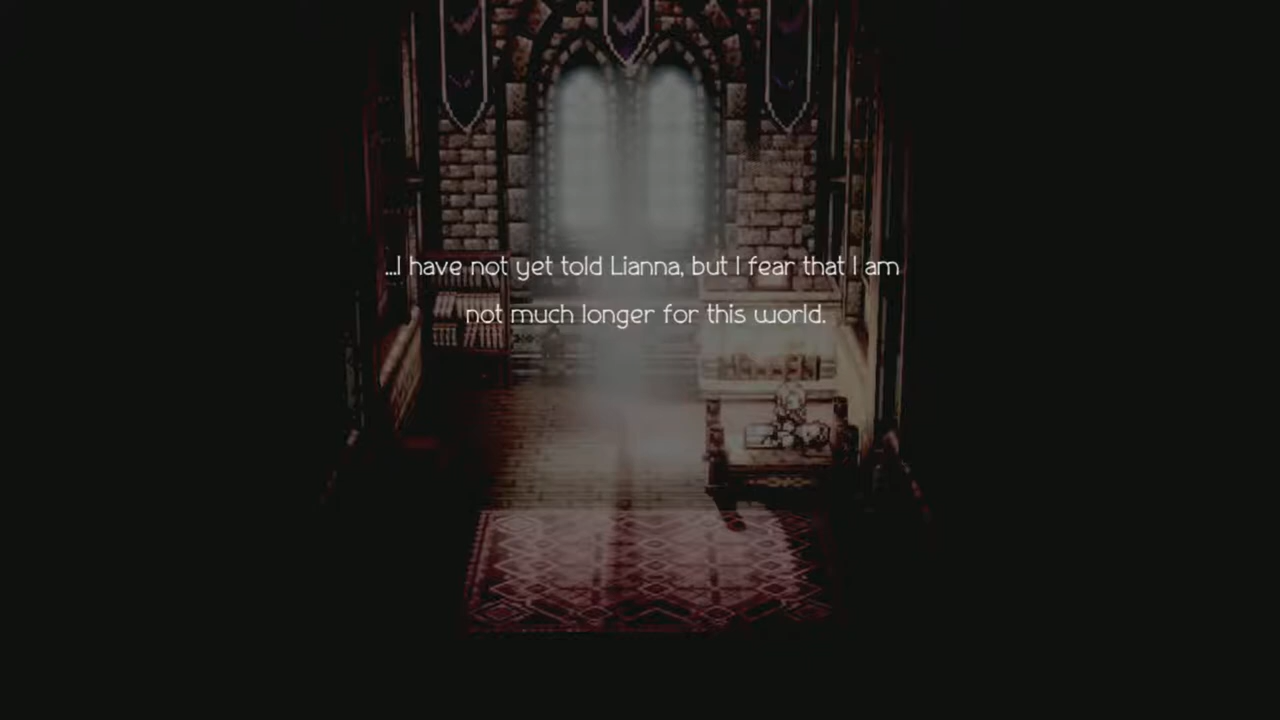 ...I have not yet told Lianna, but I fear that I am
not much longer for this world.